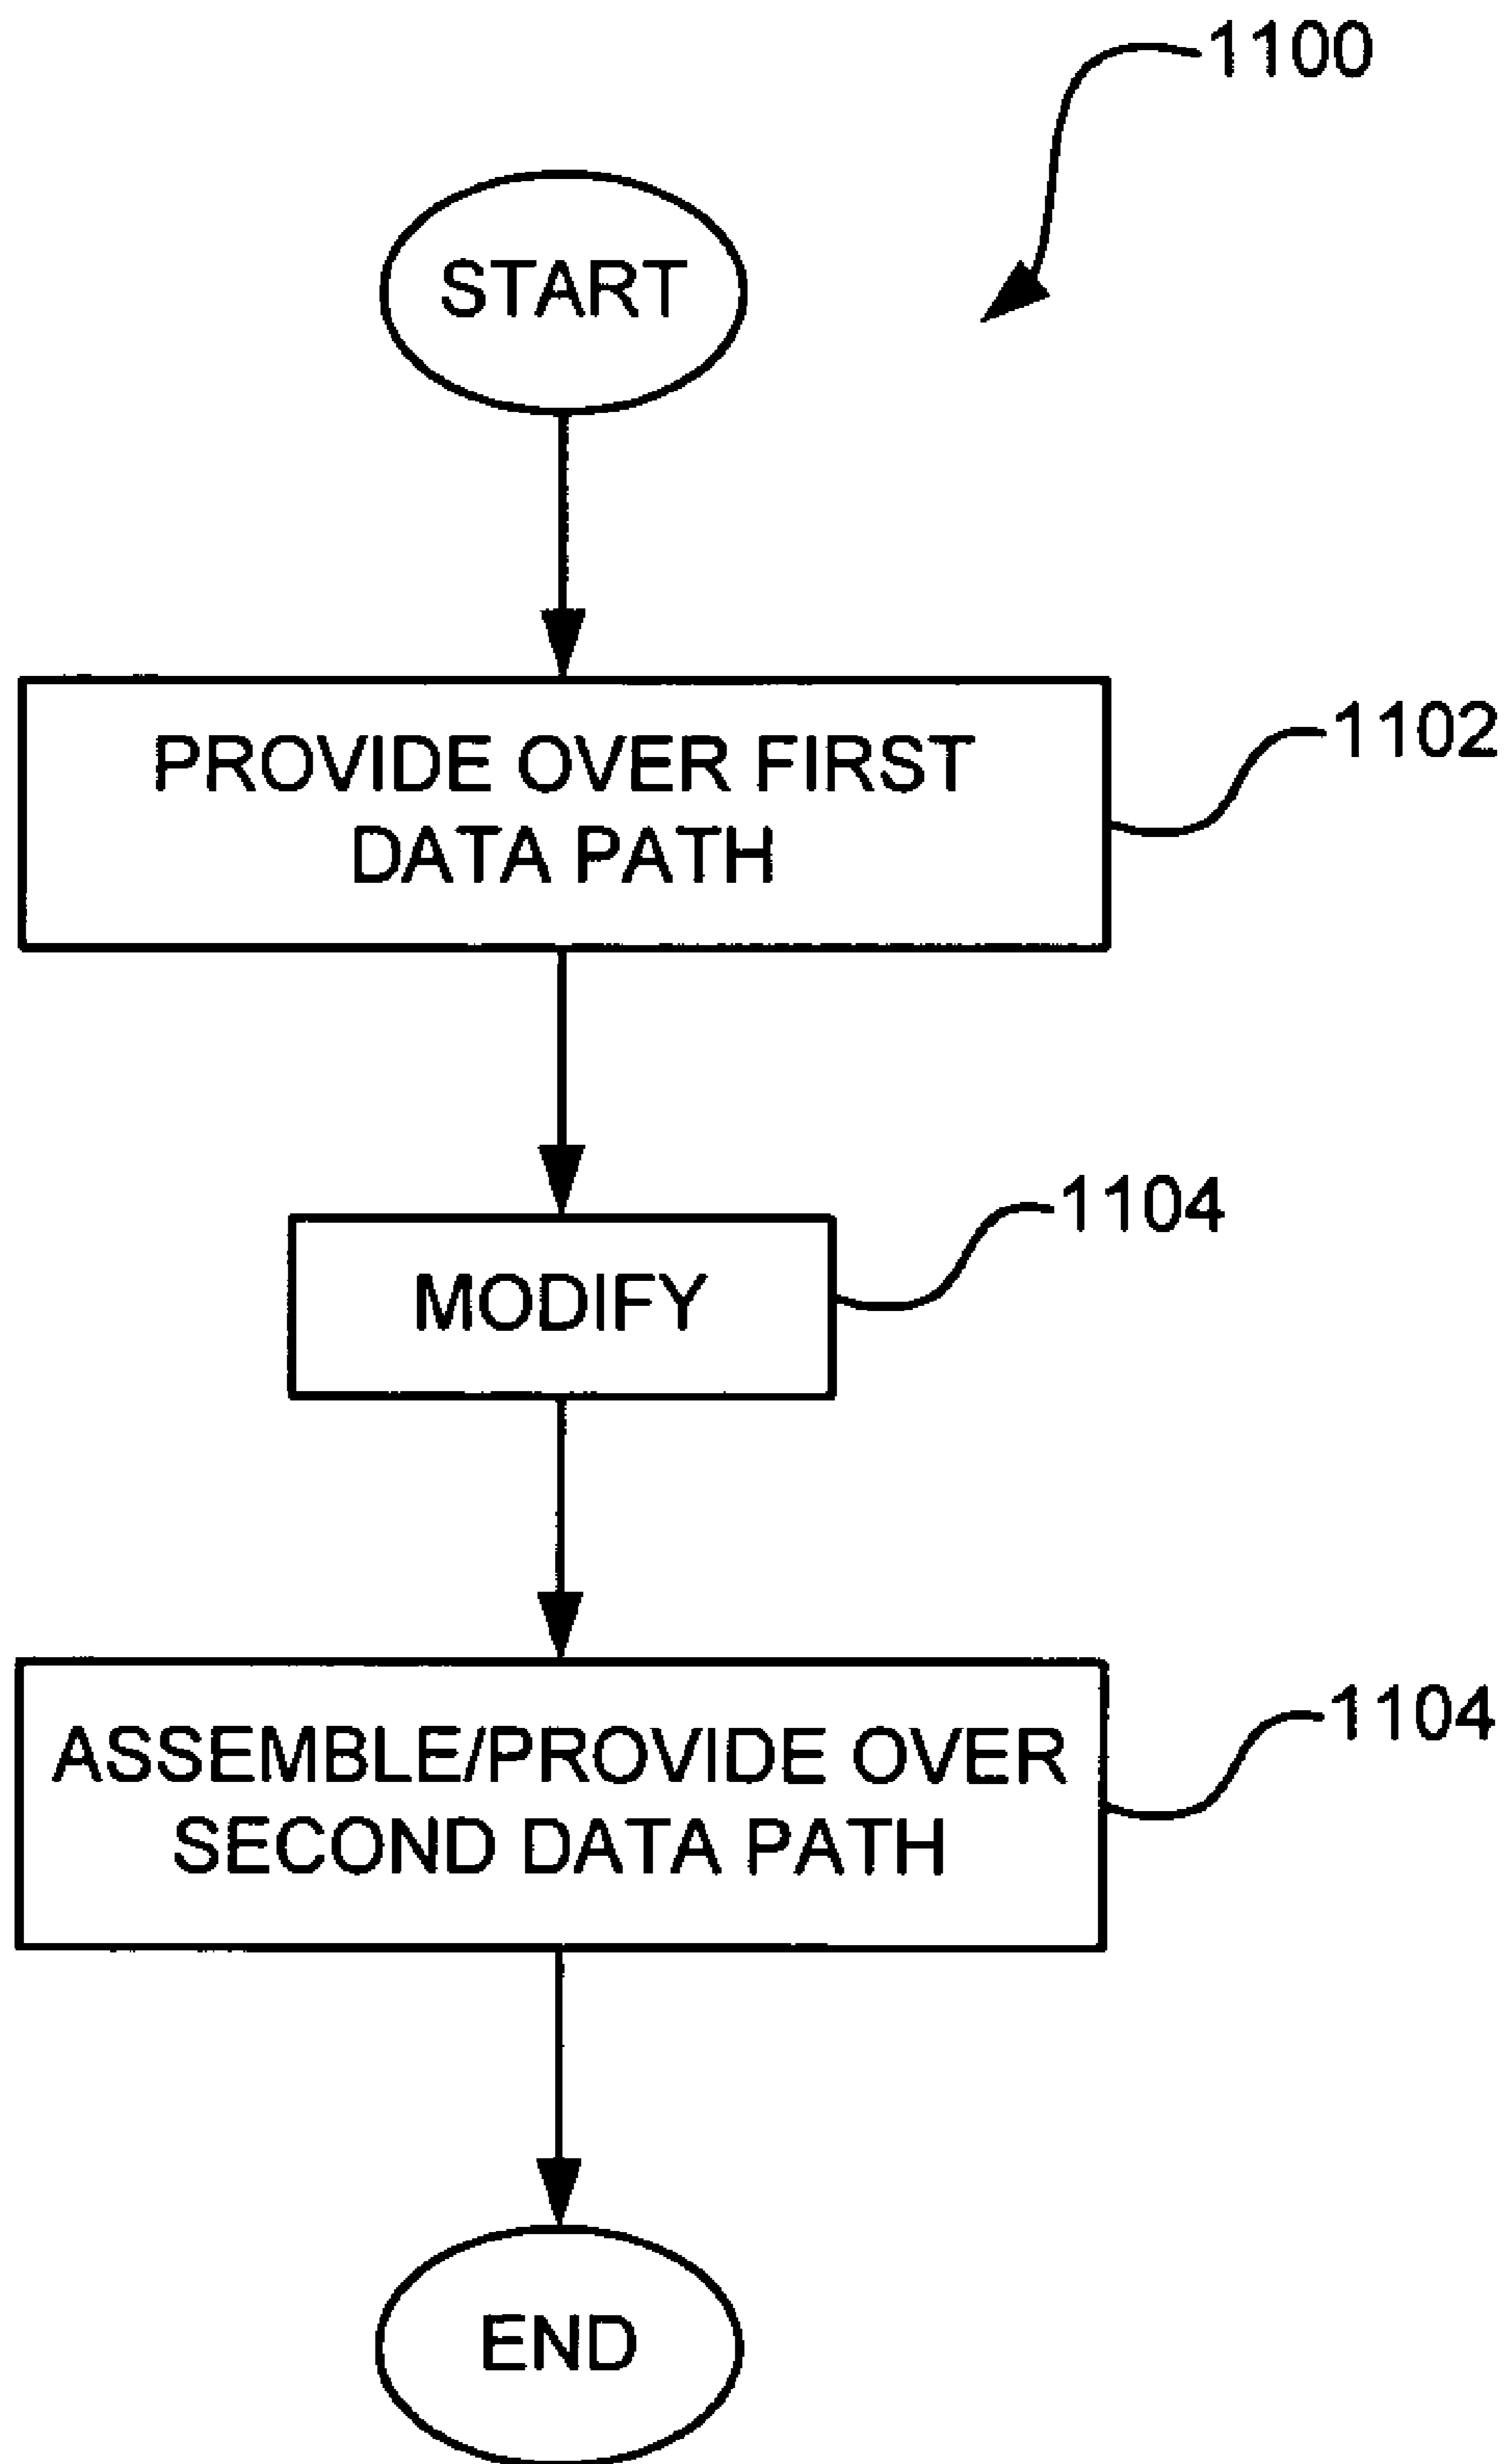 1100
START
PROVIDE OVER FIRST
DATA PATH
1102
MODIFY
1104
ASSEMBLE/PROVIDE OVER
SECOND DATA PATH
1104
END